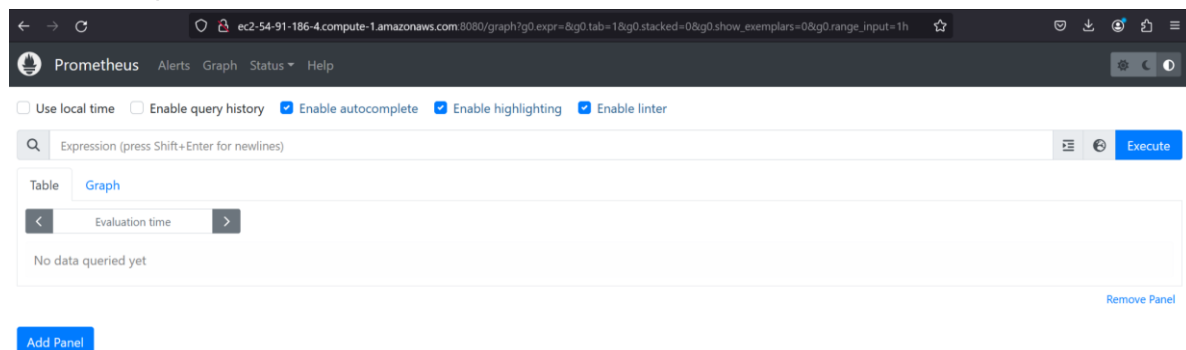 ec2-54-91-186-4.compute-1.amazonaws.com:8080/graph?g0.expr=&g0.tab=1&g0.stacked=0&g0.show_exemplars=0&g0.range_input=1h
Prometheus Alerts Graph Status Help
Use local time Enable query history Enable autocomplete Enable highlighting Enable linter
Expression (press Shift+Enter for newlines) Execute
Table Graph
Evaluation time
No data queried yet
Remove Panel
Add Panel